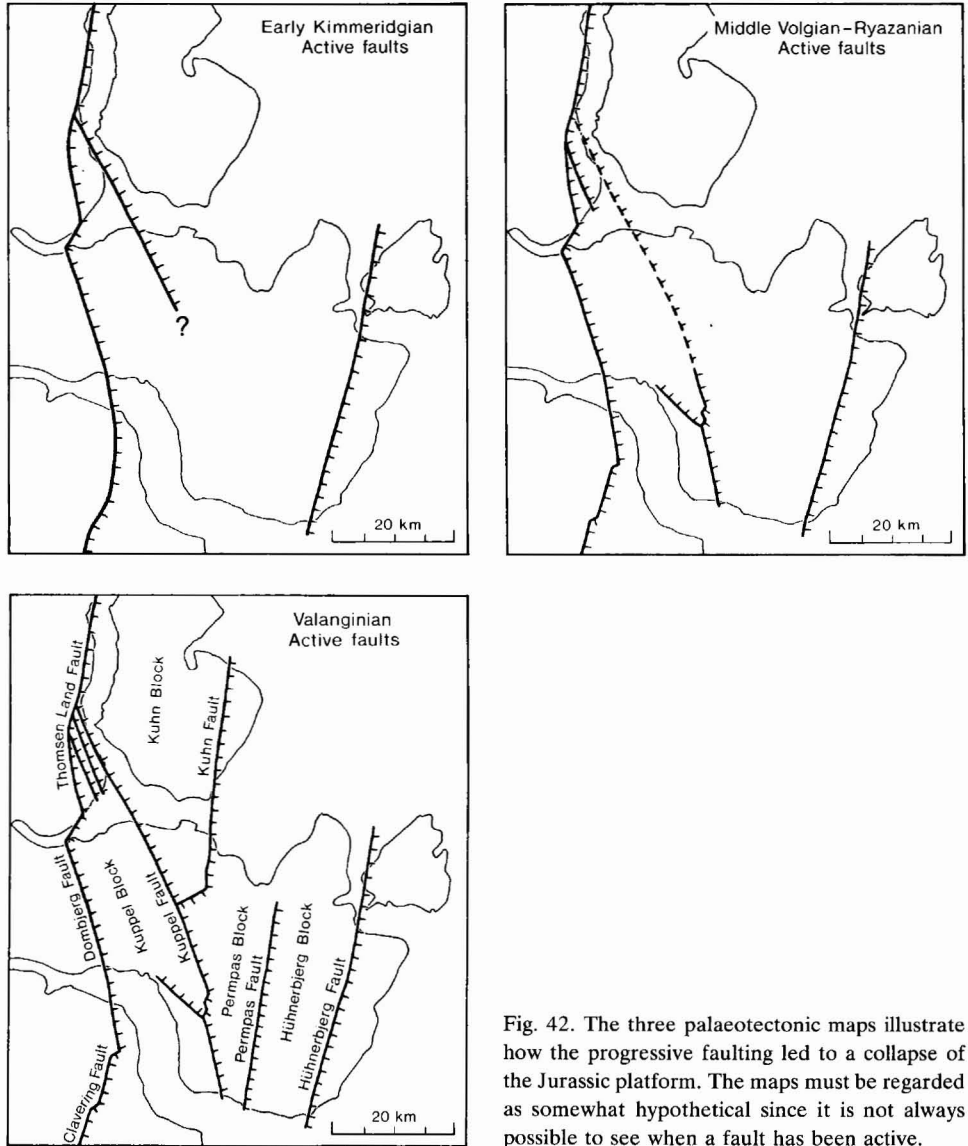 Early Kimmeridgian
Active faults
?
20 km
Middle Volgian–Ryazanian
Active faults
20 km
Valanginian
Active faults
Thomsen Land Fault
Kuhn Block
Kuhn Fault
Dombjerg Fault
Kuppel Block
Kuppel Fault
Permpas Block
Permpas Fault
Hühnerbjerg Block
Hühnerbjerg Fault
Clavering Fault
20 km
Fig. 42. The three palaeotectonic maps illustrate
how the progressive faulting led to a collapse of
the Jurassic platform. The maps must be regarded
as somewhat hypothetical since it is not always
possible to see when a fault has been active.